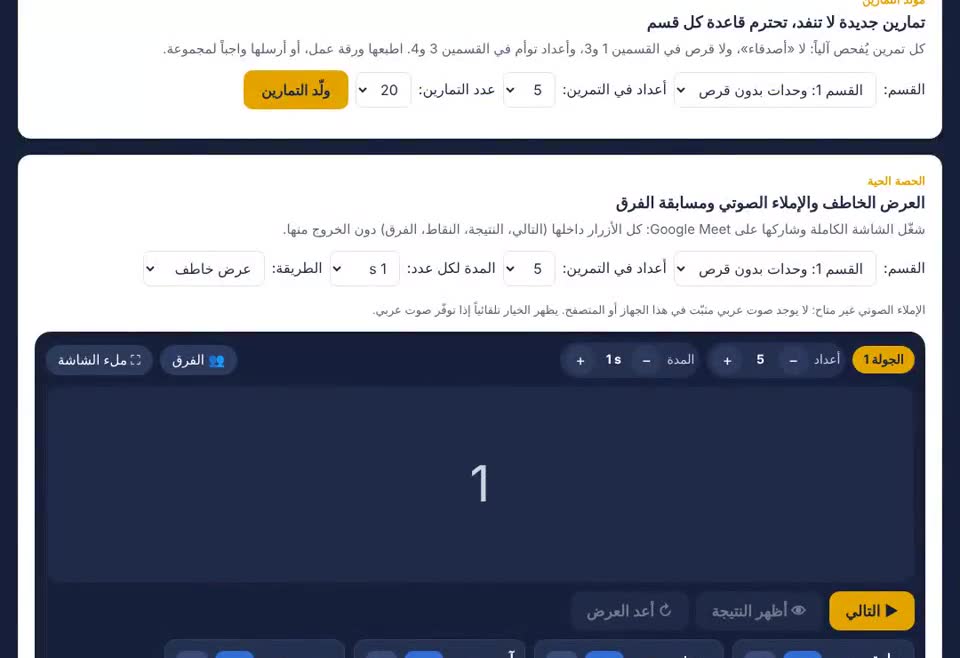 مولد التمارين
تمارين جديدة لا تنفد، تحترم قاعدة كل قسم
كل تمرين يُفحص آلياً: لا «أصدقاء»، ولا قرص في القسمين 1 و3، وأعداد توأم في القسمين 3 و4. اطبعها ورقة عمل، أو أرسلها واجباً لمجموعة.
القسم: القسم 1: وحدات بدون قرص أعداد في التمرين: 5 عدد التمارين: 20 ولّد التمارين
الحصة الحية
العرض الخاطف والإملاء الصوتي ومسابقة الفرق
شغّل الشاشة الكاملة وشاركها على Google Meet: كل الأزرار داخلها (التالي، النتيجة، النقاط، الفرق) دون الخروج منها.
القسم: القسم 1: وحدات بدون قرص أعداد في التمرين: 5 المدة لكل عدد: 1 s الطريقة: عرض خاطف
الإملاء الصوتي غير متاح: لا يوجد صوت عربي مثبّت في هذا الجهاز أو المتصفح. يظهر الخيار تلقائياً إذا توفّر صوت عربي.
الجولة 1 أعداد − 5 + المدة − 1 s + الفرق ملء الشاشة
1
التالي أظهر النتيجة أعد العرض